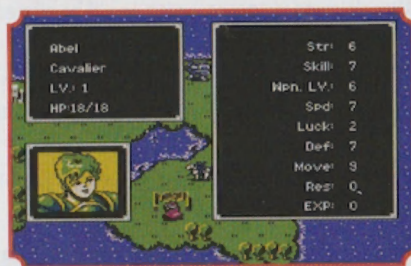 Abel
Cavalier
LV.: 1
HP:18/18
Str: 6
Skill: 7
Wpn. LV.: 6
Spd: 7
Luck: 2
Def: 7
Move: 9
Res: 0
EXP: 0